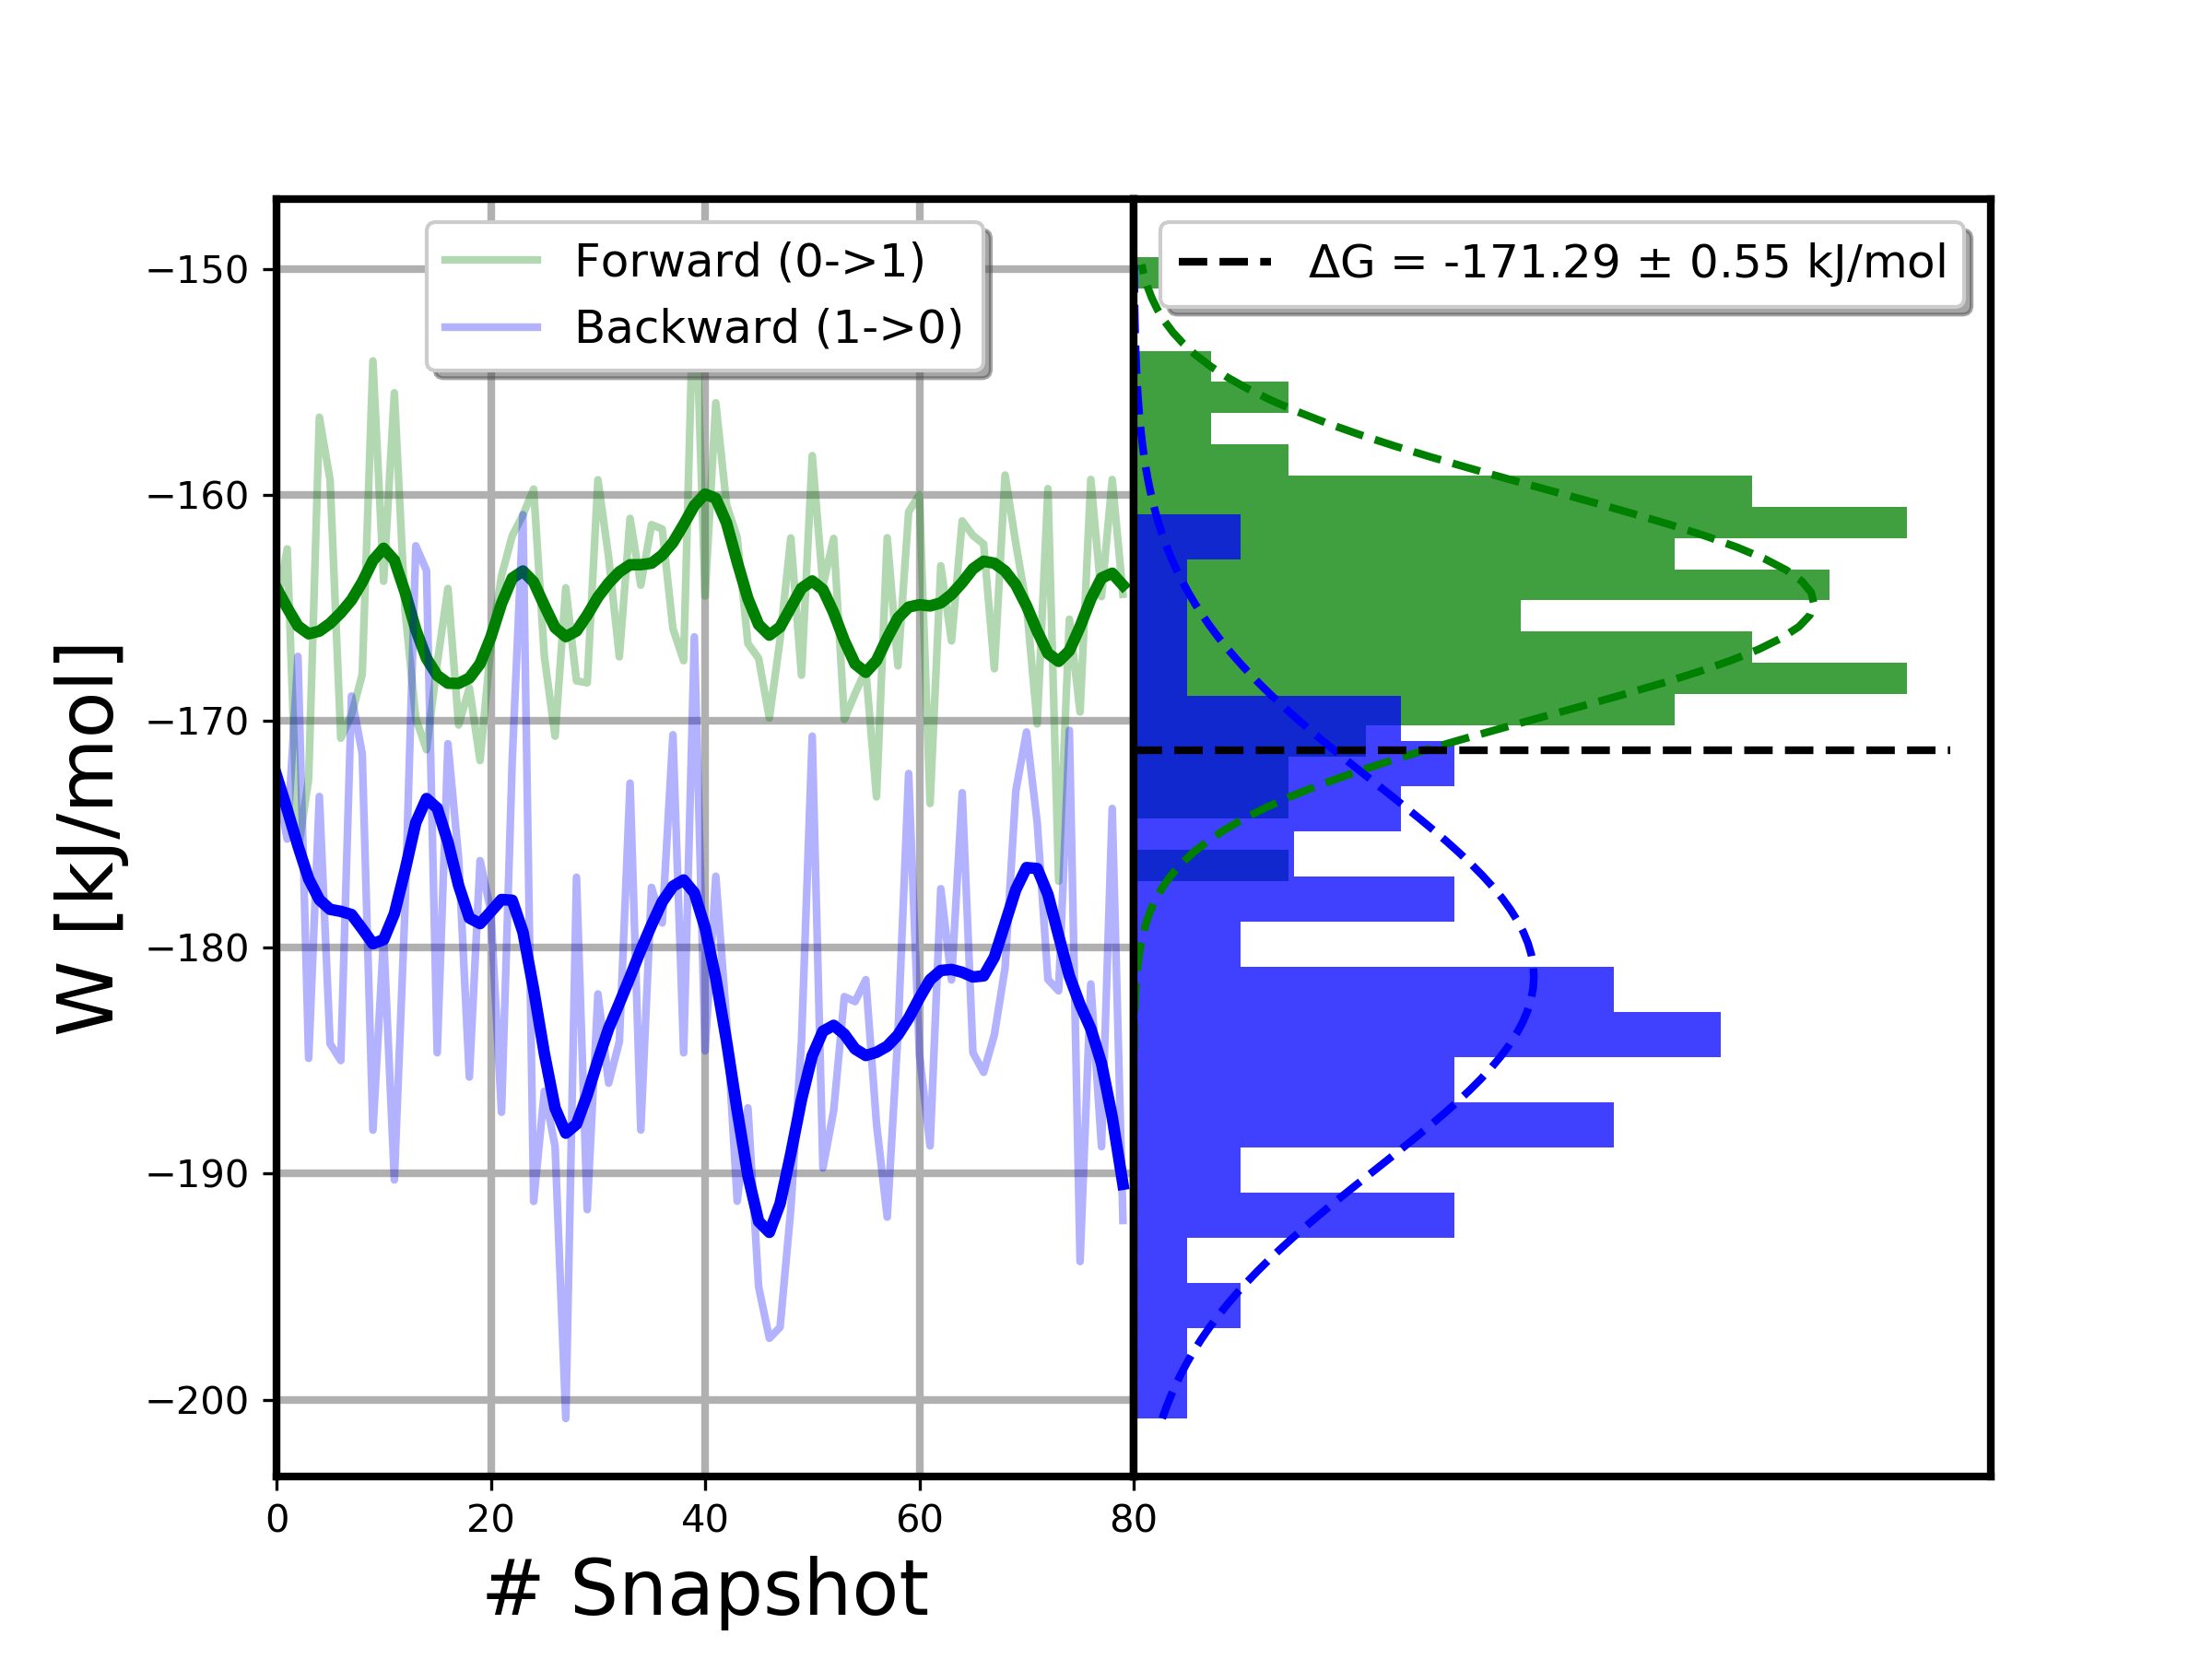 Forward (0->1)
Backward (1->0)
ΔG = -171.29 ± 0.55 kJ/mol
W [kJ/mol]
−150
−160
−170
−180
−190
−200
0 20 40 60 80
# Snapshot